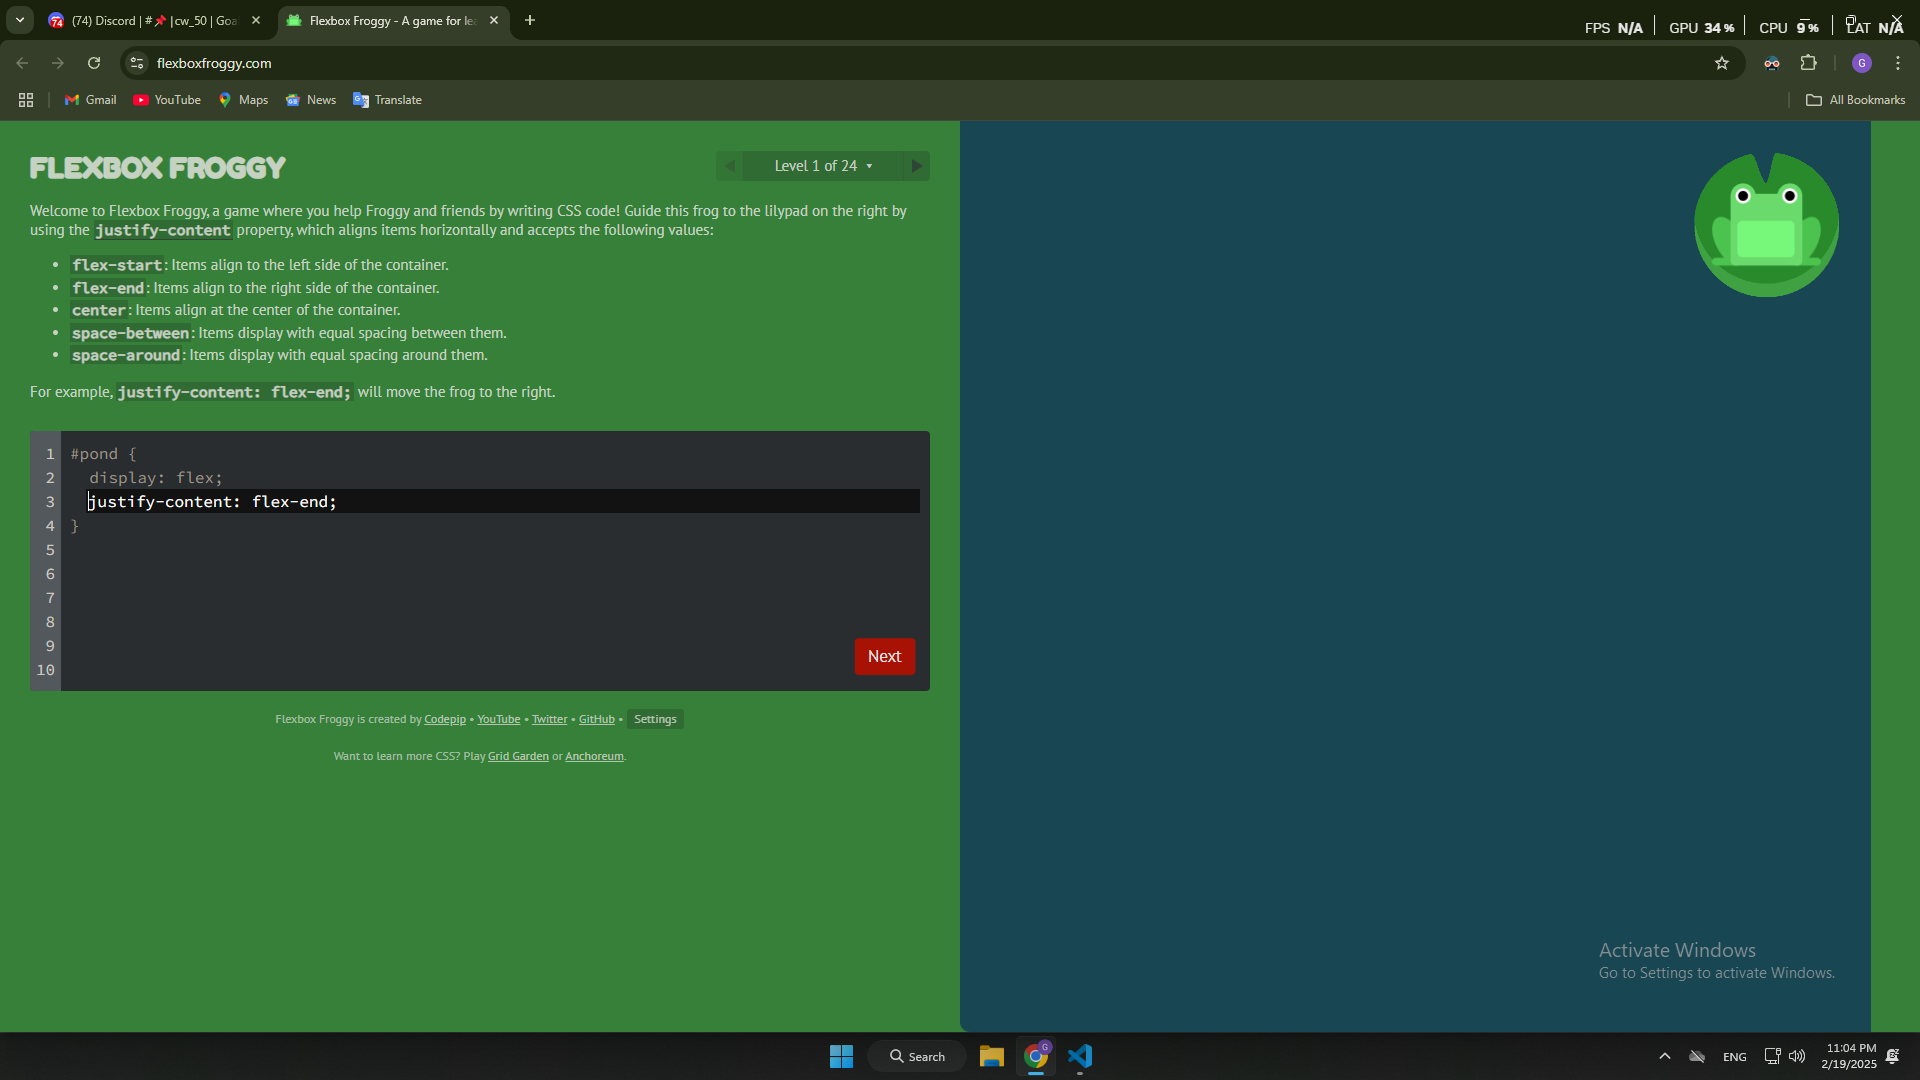 (74) Discord | # |cw_50 | Goa
Flexbox Froggy - A game for le
FPS N/A GPU 34 % CPU 9 % LAT N/A
flexboxfroggy.com
G
Gmail
YouTube
Maps
News
Translate
All Bookmarks
FLEXBOX FROGGY
Level 1 of 24
Welcome to Flexbox Froggy, a game where you help Froggy and friends by writing CSS code! Guide this frog to the lilypad on the right by
using the justify-content property, which aligns items horizontally and accepts the following values:
• flex-start: Items align to the left side of the container.
• flex-end: Items align to the right side of the container.
• center: Items align at the center of the container.
• space-between: Items display with equal spacing between them.
• space-around: Items display with equal spacing around them.
For example, justify-content: flex-end; will move the frog to the right.
1 #pond {
2 display: flex;
3 justify-content: flex-end;
4 }
5
6
7
8
9
10
Next
Flexbox Froggy is created by Codepip • YouTube • Twitter • GitHub • Settings
Want to learn more CSS? Play Grid Garden or Anchoreum.
Activate Windows
Go to Settings to activate Windows.
Search
G
ENG
11:04 PM
2/19/2025